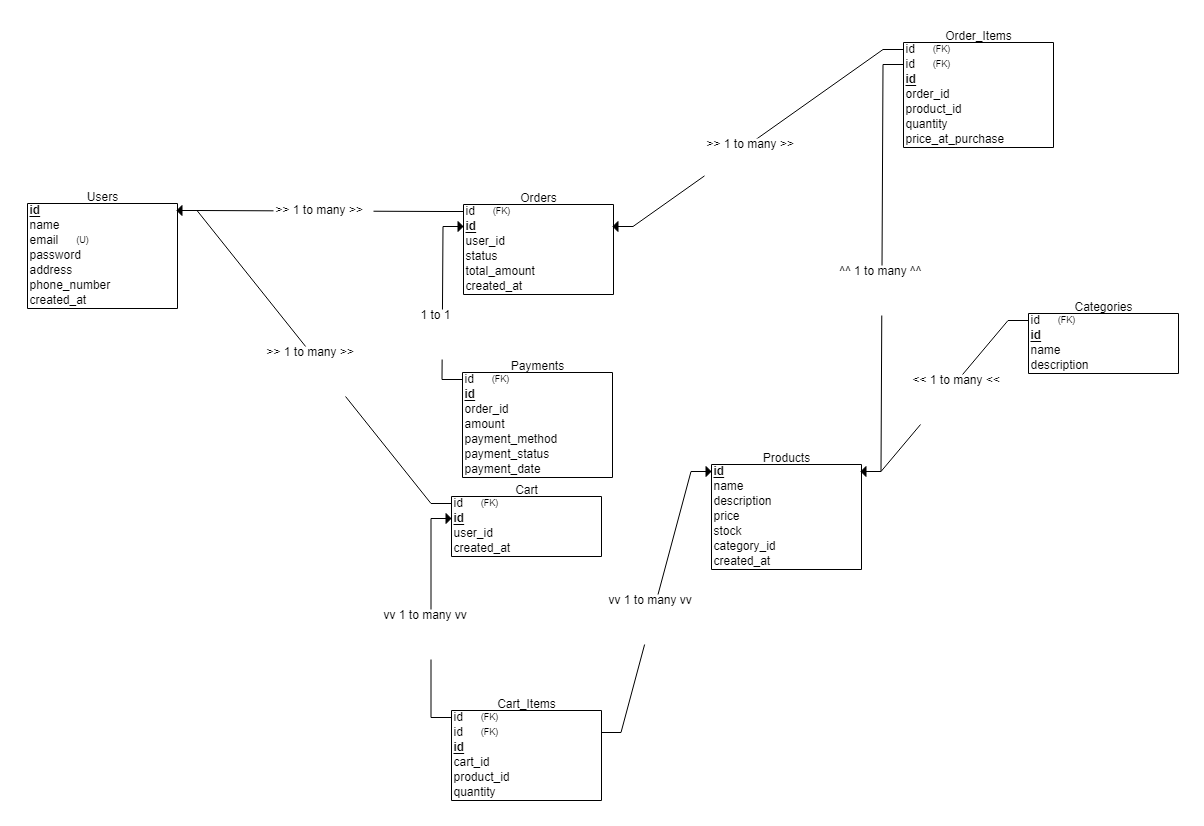 Order_Items
id (FK)
id (FK)
id
order_id
product_id
quantity
price_at_purchase
>> 1 to many >>
Users
id
name
email (U)
password
address
phone_number
created_at
>> 1 to many >>
Orders
id (FK)
id
user_id
status
total_amount
created_at
^^ 1 to many ^^
1 to 1
Categories
id (FK)
id
name
description
>> 1 to many >>
Payments
id (FK)
id
order_id
amount
payment_method
payment_status
payment_date
<< 1 to many <<
Products
id
name
description
price
stock
category_id
created_at
Cart
id (FK)
id
user_id
created_at
vv 1 to many vv
vv 1 to many vv
Cart_Items
id (FK)
id (FK)
id
cart_id
product_id
quantity